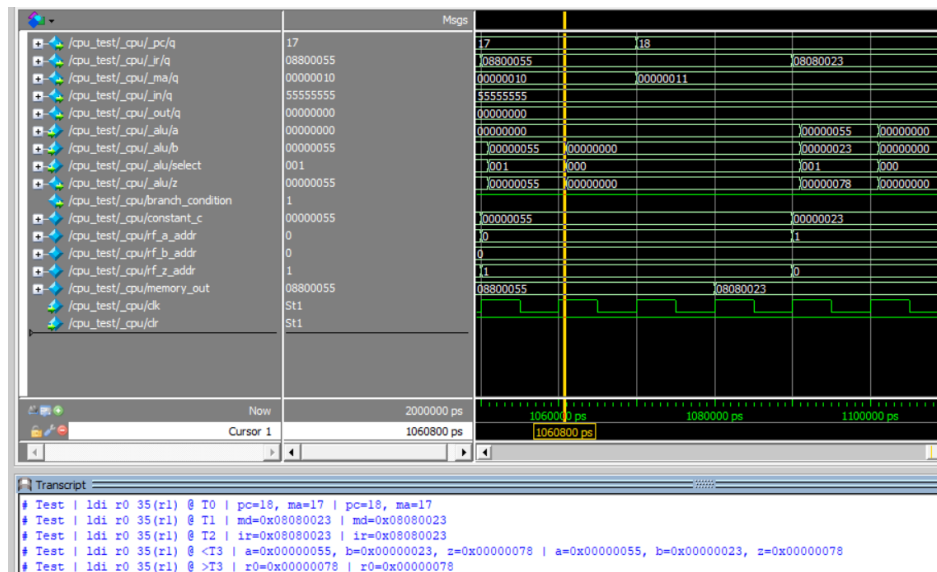 Msgs
/cpu_test/_cpu/_pc/q 17 17 18
/cpu_test/_cpu/_ir/q 08800055 08800055 08080023
/cpu_test/_cpu/_ma/q 00000010 00000010 00000011
/cpu_test/_cpu/_in/q 55555555 55555555
/cpu_test/_cpu/_out/q 00000000 00000000
/cpu_test/_cpu/_alu/a 00000000 00000000 00000055 00000000
/cpu_test/_cpu/_alu/b 00000055 00000055 00000000 00000023 00000000
/cpu_test/_cpu/_alu/select 001 001 000 001 000
/cpu_test/_cpu/_alu/z 00000055 00000055 00000000 00000078 00000000
/cpu_test/_cpu/branch_condition 1
/cpu_test/_cpu/constant_c 00000055 00000055 00000023
/cpu_test/_cpu/rf_a_addr 0 0 1
/cpu_test/_cpu/rf_b_addr 0 0
/cpu_test/_cpu/rf_z_addr 1 1 0
/cpu_test/_cpu/memory_out 08800055 08800055 08080023
/cpu_test/_cpu/clk St1
/cpu_test/_cpu/clr St1
Now 2000000 ps 1060000 ps 1080000 ps 1100000 ps
Cursor 1 1060800 ps 1060800 ps
Transcript
# Test | ldi r0 35(r1) @ T0 | pc=18, ma=17 | pc=18, ma=17
# Test | ldi r0 35(r1) @ T1 | md=0x08080023 | md=0x08080023
# Test | ldi r0 35(r1) @ T2 | ir=0x08080023 | ir=0x08080023
# Test | ldi r0 35(r1) @ <T3 | a=0x00000055, b=0x00000023, z=0x00000078 | a=0x00000055, b=0x00000023, z=0x00000078
# Test | ldi r0 35(r1) @ >T3 | r0=0x00000078 | r0=0x00000078